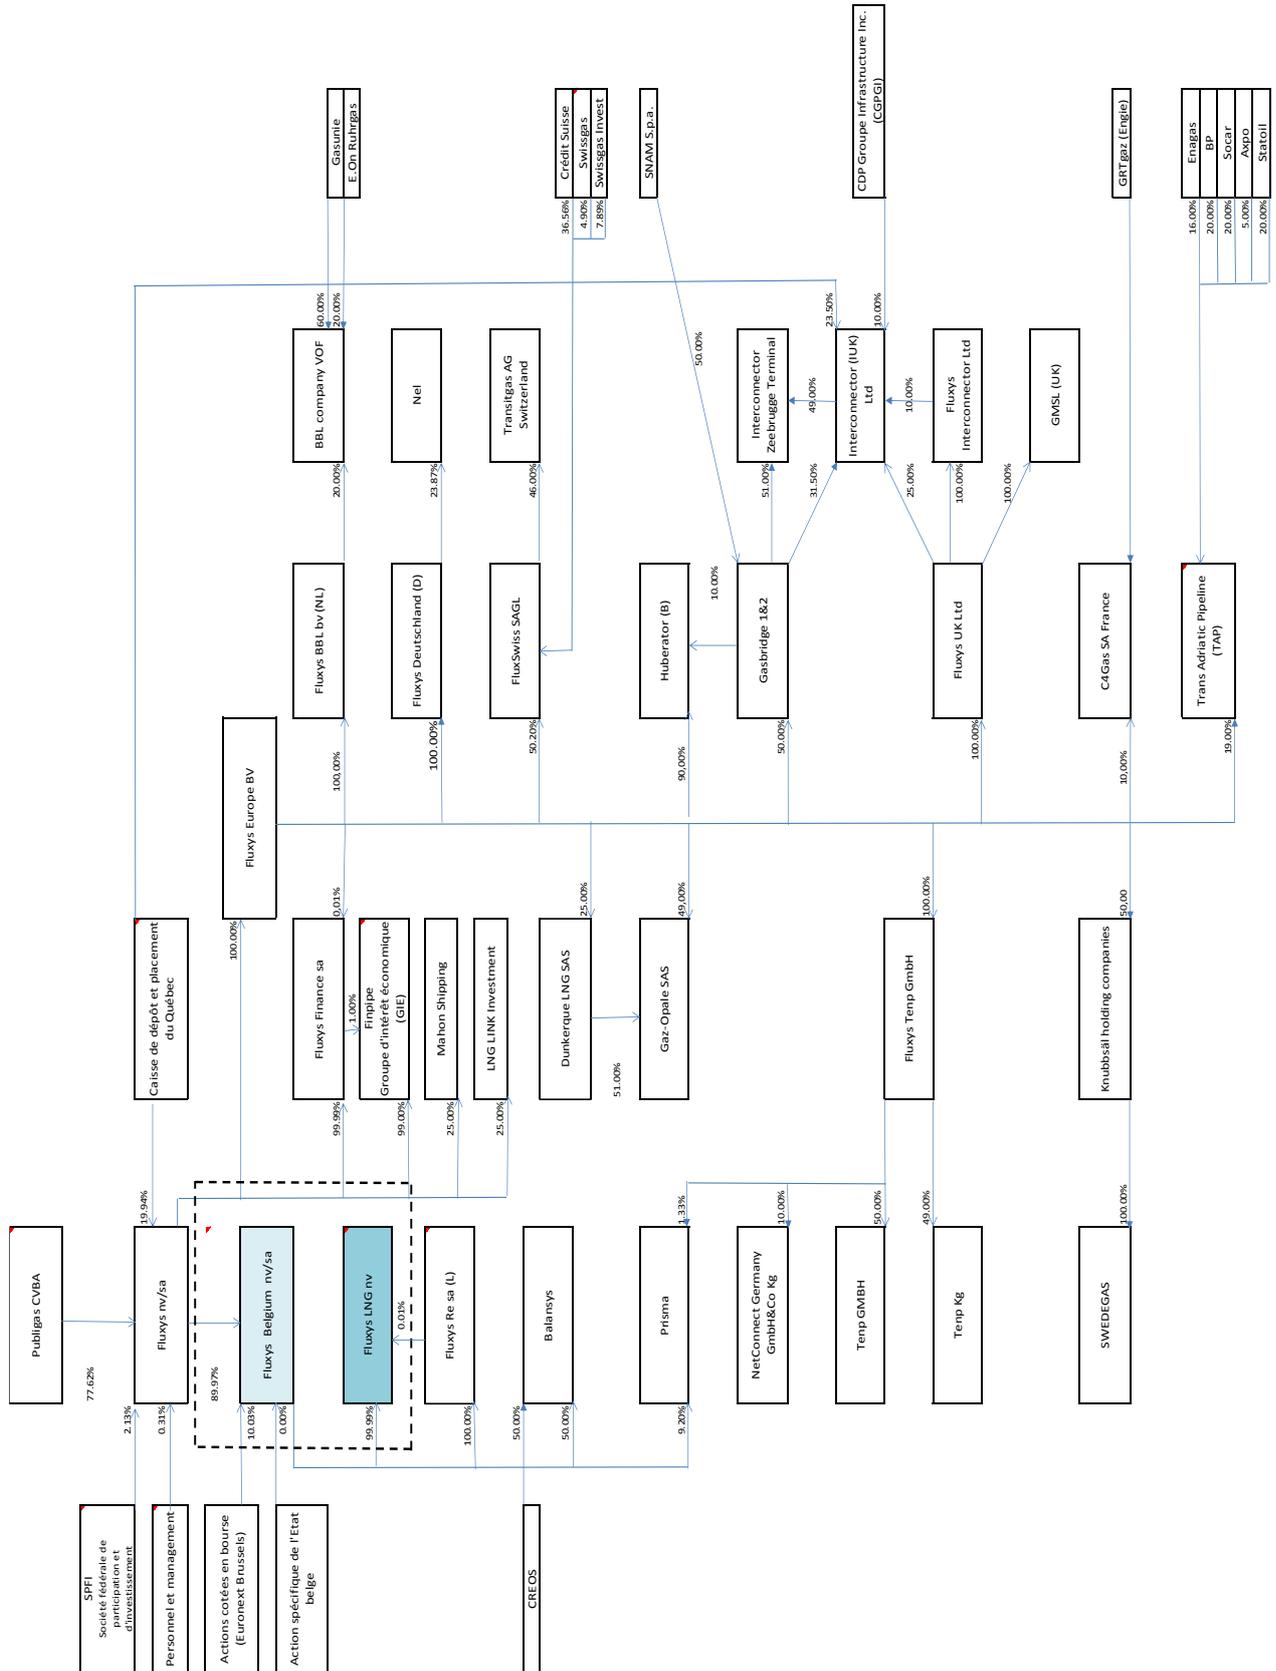 Publigas CVBA
77.62%
SPFI
Société fédérale de
participation et
d'investissement
2.13%
Personnel et management
0.31%
Fluxys nv/sa
19.94%
Caisse de dépôt et placement
du Québec
Actions cotées en bourse
(Euronext Brussels)
10.03%
89.97%
Action spécifique de l'Etat
belge
0.00%
Fluxys Belgium nv/sa
100.00%
Fluxys Europe BV
99.99%
Fluxys LNG nv
0.01%
100.00%
Fluxys Re sa (L)
CREOS
50.00%
50.00%
Balansys
9.20%
Prisma
1.33%
NetConnect Germany
GmbH&Co Kg
10.00%
Tenp GMBH
50.00%
Tenp Kg
49.00%
SWEDEGAS
100.00%
99.99%
Fluxys Finance sa
0.01%
1.00%
99.00%
Finpipe
Groupe d'intérêt économique
(GIE)
25.00%
Mahon Shipping
25.00%
LNG LINK Investment
Dunkerque LNG SAS
25.00%
51.00%
Gaz-Opale SAS
49.00%
Fluxys Tenp GmbH
100.00%
Knubbsäl holding companies
50,00
100,00%
Fluxys BBL bv (NL)
20.00%
BBL company VOF
60.00%
20.00%
Gasunie
E.On Ruhrgas
100.00%
Fluxys Deutschland (D)
23.87%
Nel
50.20%
FluxSwiss SAGL
46.00%
Transitgas AG
Switzerland
36.56%
4.90%
7.89%
Crédit Suisse
Swissgas
Swissgas Invest
90,00%
Huberator (B)
10.00%
50.00%
SNAM S.p.a.
50.00%
Gasbridge 1&2
51.00%
Interconnector
Zeebrugge Terminal
31.50%
49.00%
23.50%
Interconnector (IUK)
Ltd
10.00%
CDP Groupe Infrastructure Inc.
(CGPGI)
25.00%
10.00%
100.00%
Fluxys UK Ltd
100.00%
Fluxys
Interconnector Ltd
100.00%
GMSL (UK)
10,00%
C4Gas SA France
GRTgaz (Engie)
19.00%
Trans Adriatic Pipeline
(TAP)
16.00%
20.00%
20.00%
5.00%
20.00%
Enagas
BP
Socar
Axpo
Statoil